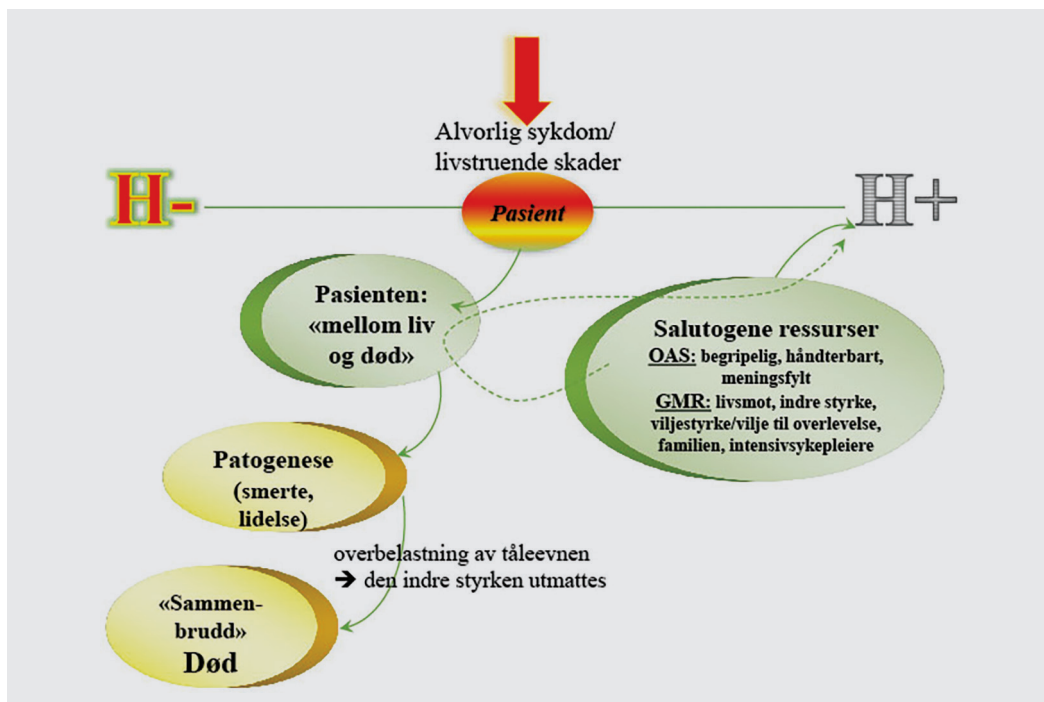 Alvorlig sykdom/
livstruende skader
H-
Pasient
H+
Pasienten:
«mellom liv
og død»
Salutogene ressurser
OAS: begripelig, håndterbart,
meningsfylt
GMR: livsmot, indre styrke,
viljestyrke/vilje til overlevelse,
familien, intensivsykepleiere
Patogenese
(smerte,
lidelse)
overbelastning av tåleevnen
➔ den indre styrken utmattes
«Sammen-
brudd»
Død